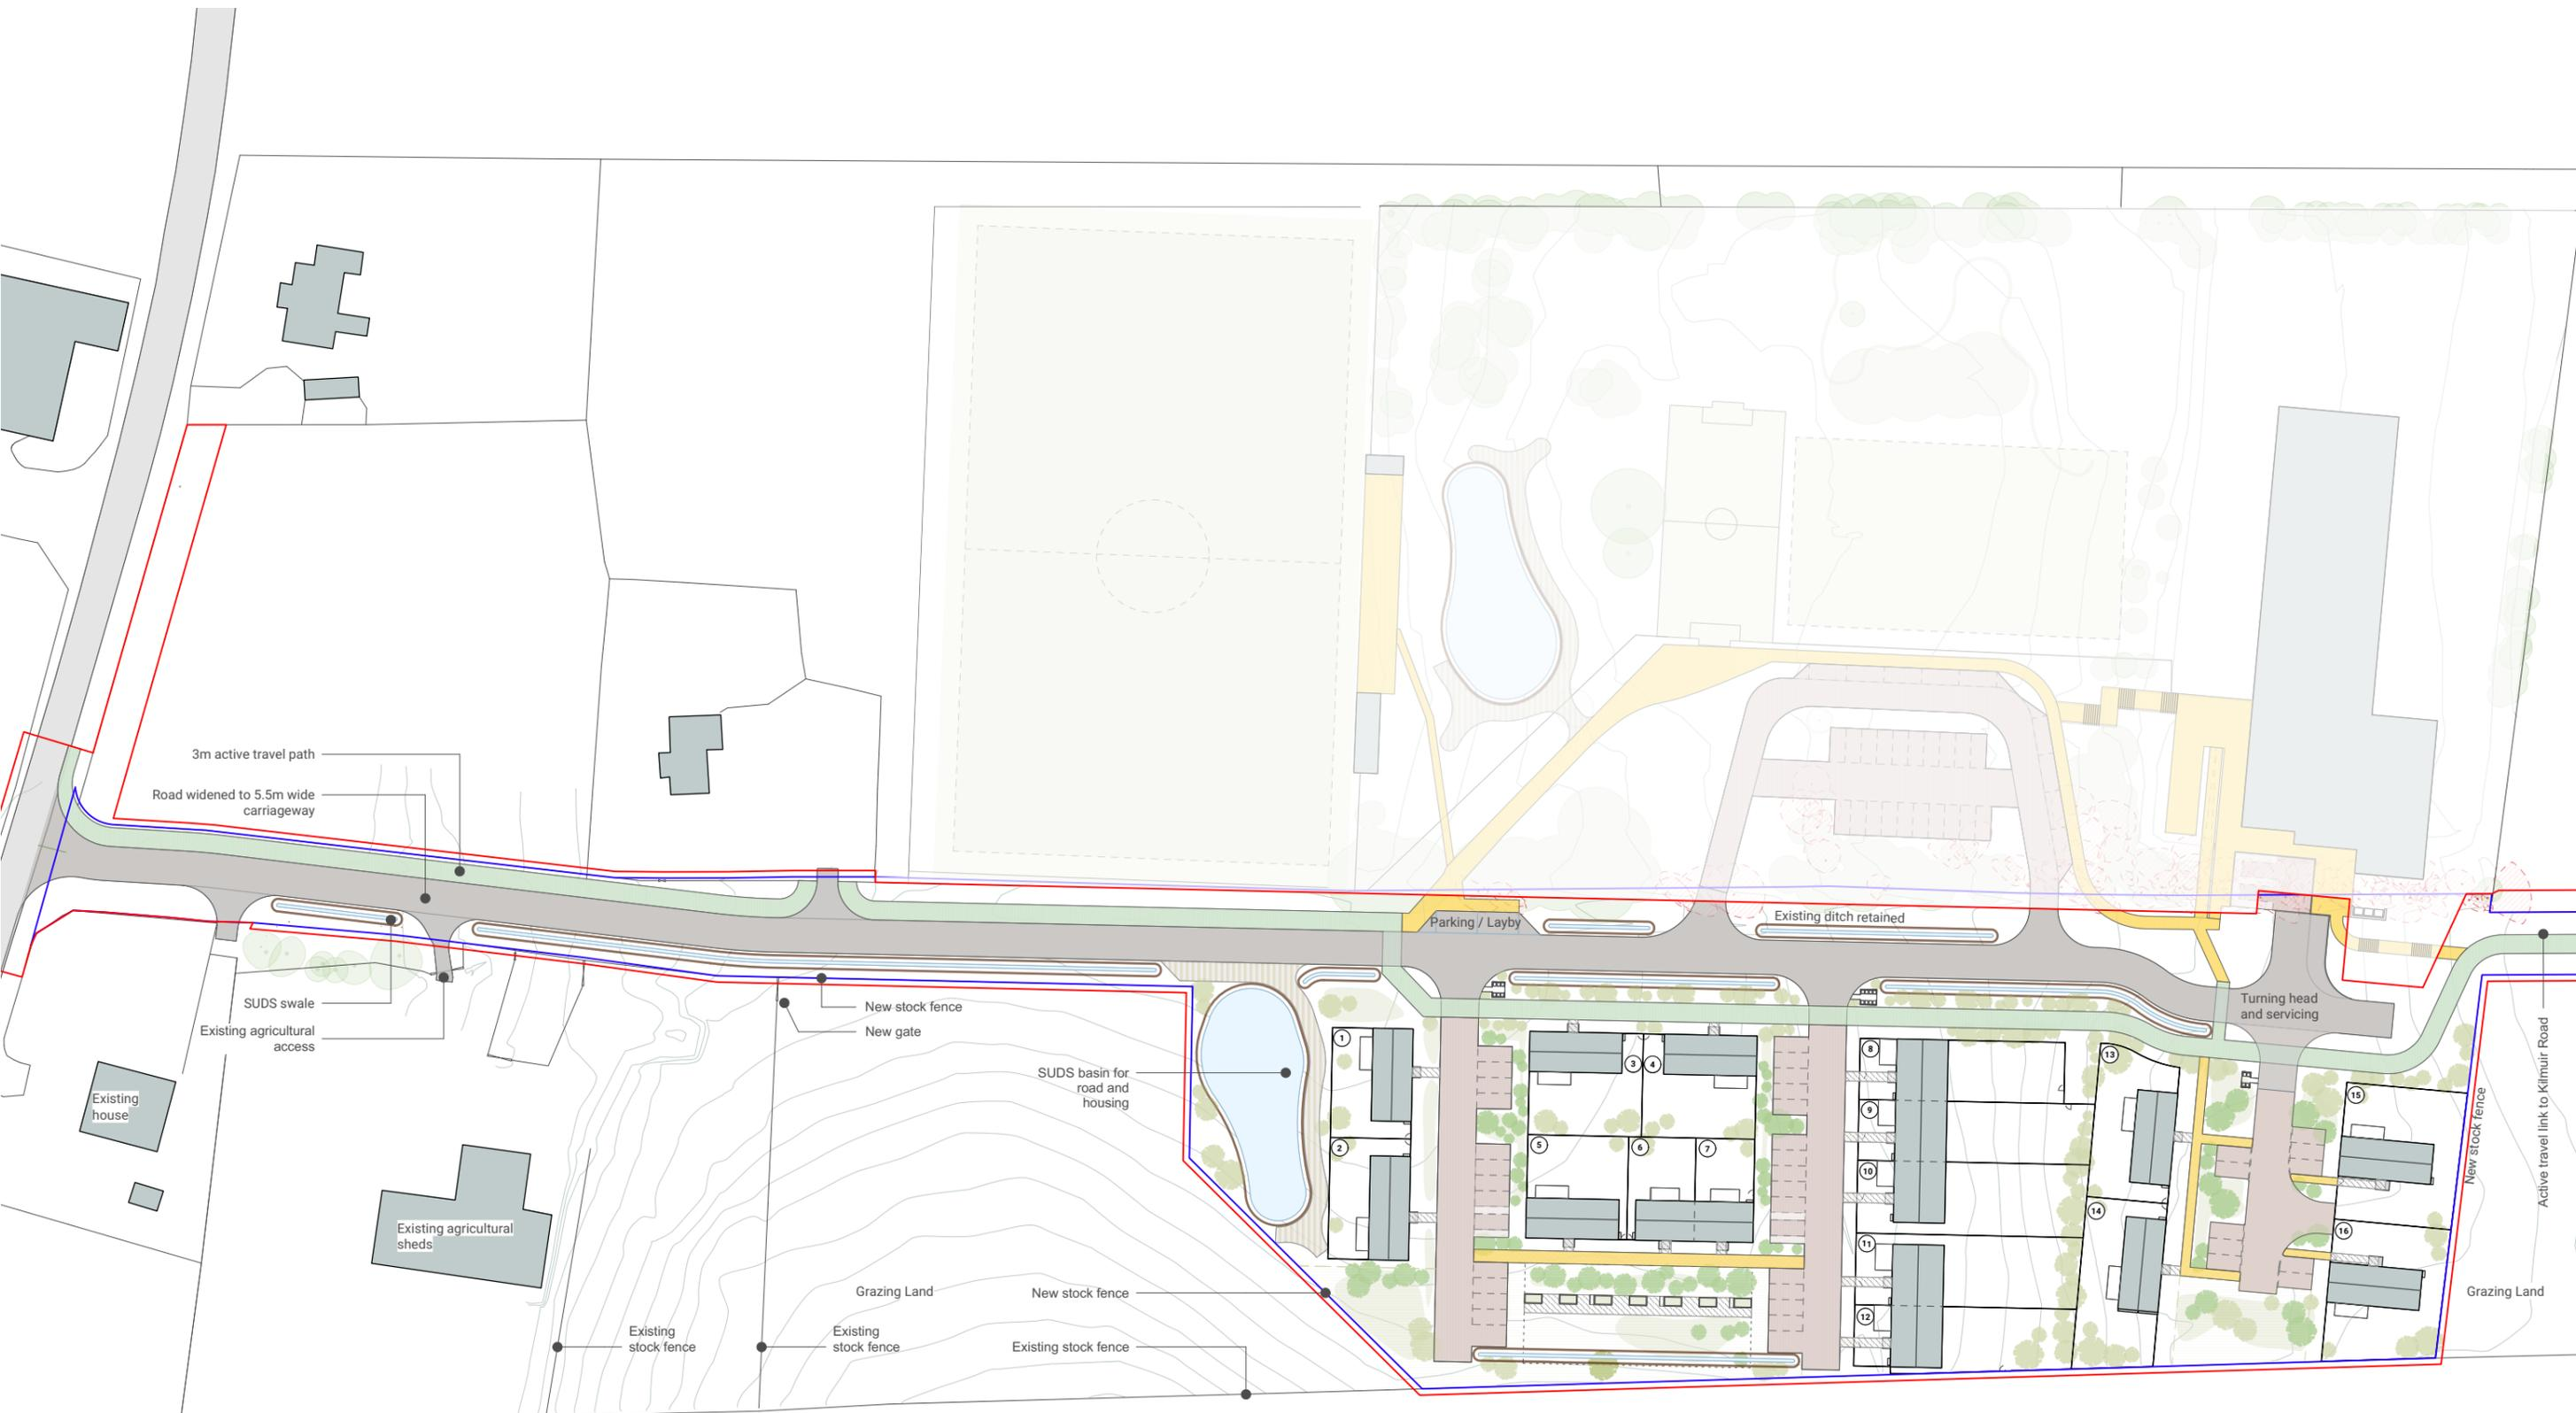 3m active travel path
Road widened to 5.5m wide
carriageway
SUDS swale
Existing agricultural
access
Existing
house
Existing agricultural
sheds
Existing
stock fence
Existing
stock fence
Grazing Land
New stock fence
New gate
SUDS basin for
road and
housing
New stock fence
Existing stock fence
Parking / Layby
Existing ditch retained
Turning head
and servicing
1
2
3
4
5
6
7
8
9
10
11
12
13
14
15
16
New stock fence
Active travel link to Kilmuir Road
Grazing Land